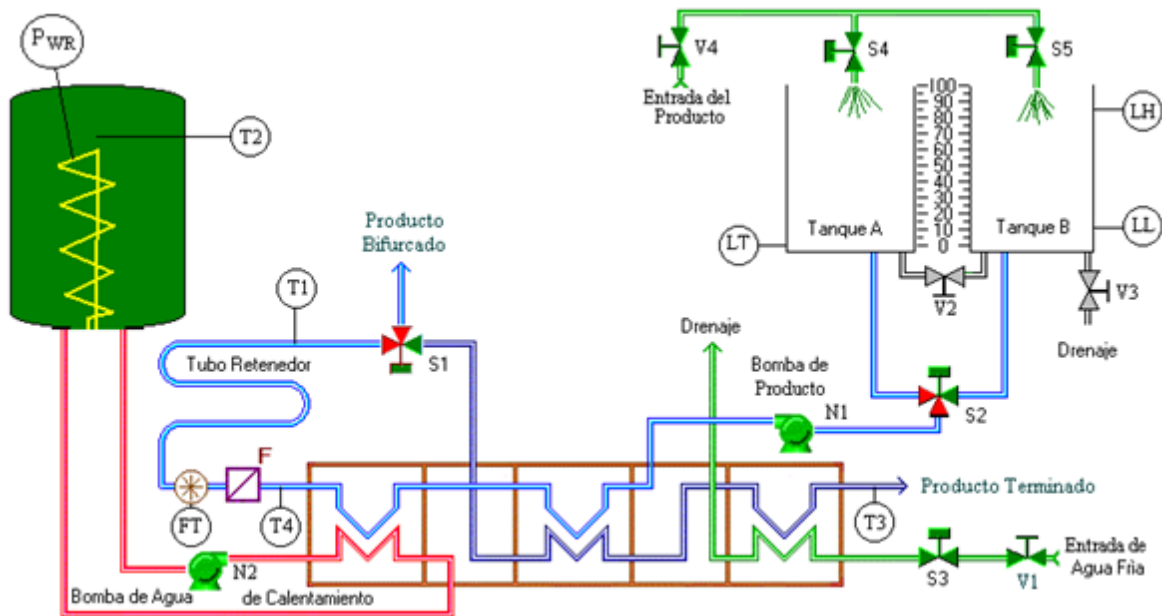 PWR
T2
V4
S4
S5
Entrada del
Producto
100
90
80
70
60
50
40
30
20
10
0
LH
LL
LT
Tanque A
Tanque B
V2
V3
Drenaje
Producto
Bifurcado
T1
S1
Tubo Retenedor
Drenaje
Bomba de
Producto
N1
S2
F
FT
T4
T3
Producto Terminado
N2
Bomba de Agua de Calentamiento
S3
V1
Entrada de
Agua Fria